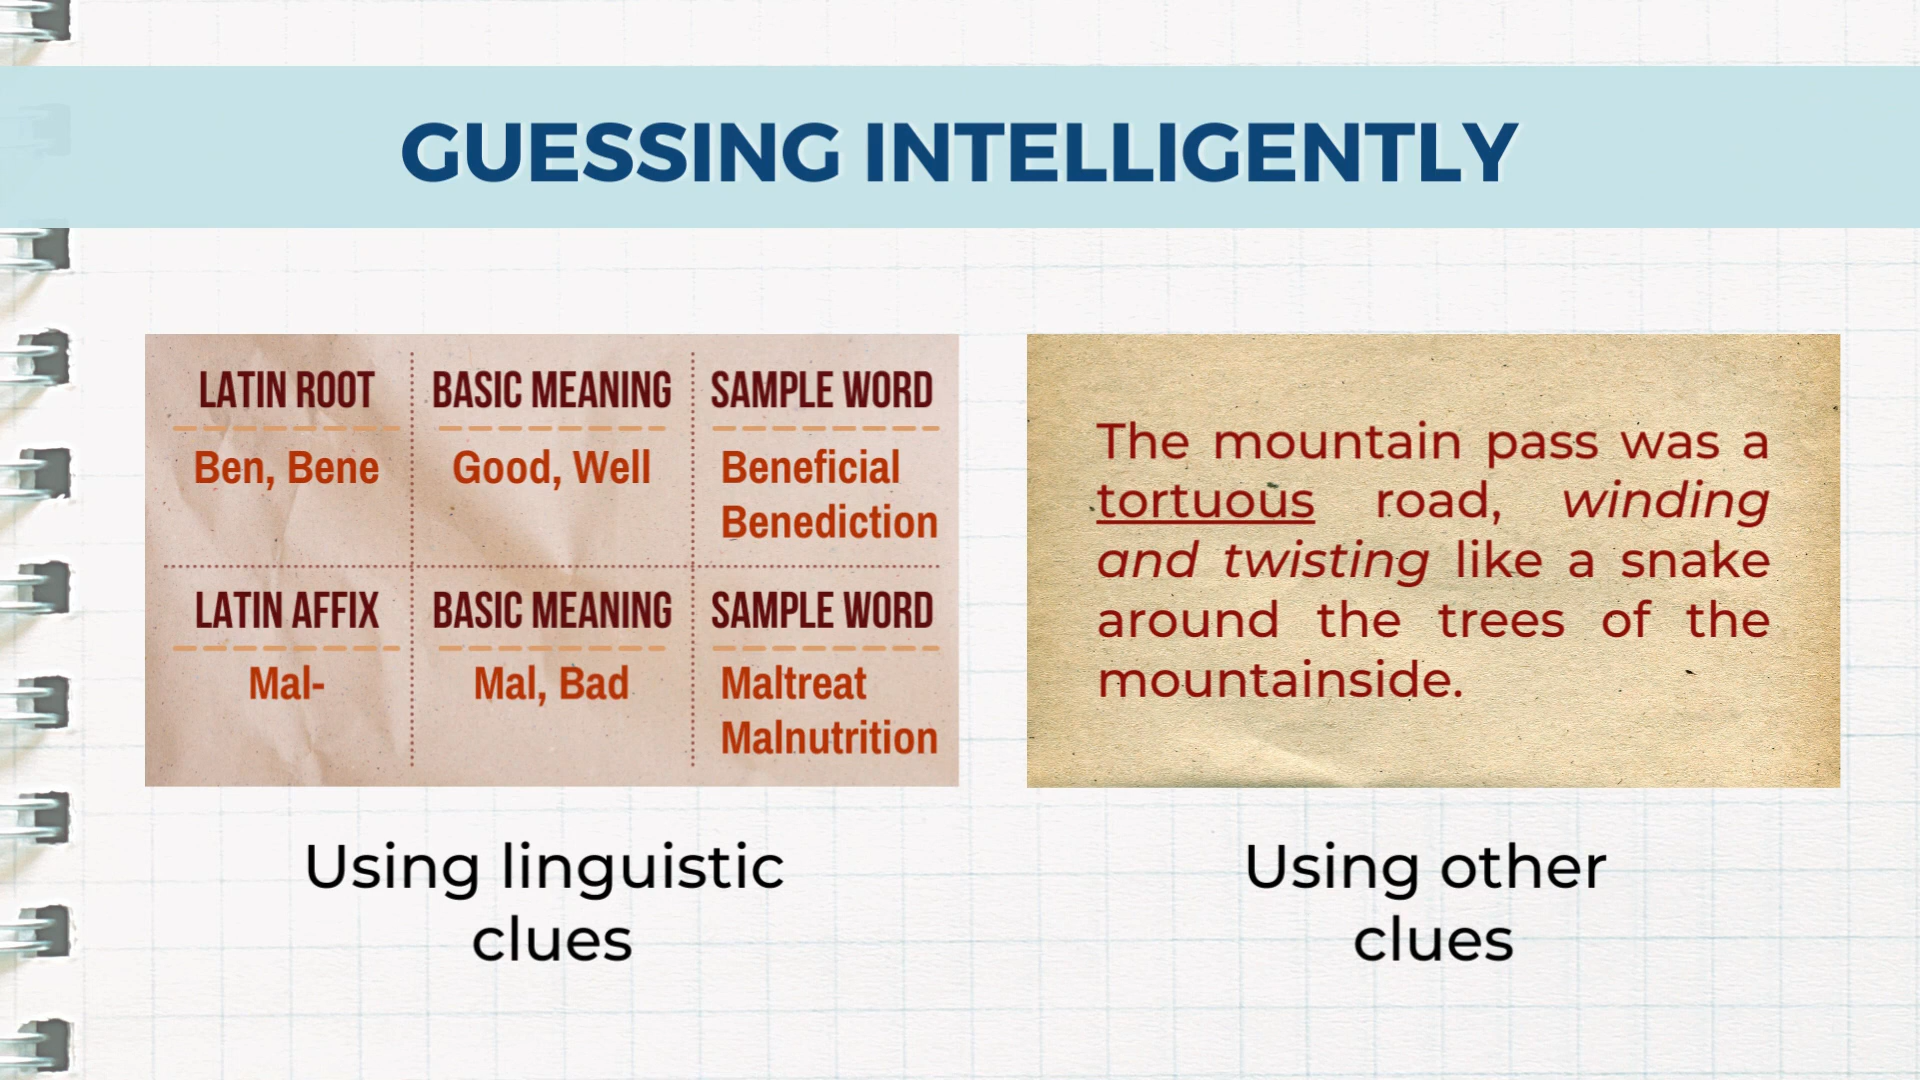 GUESSING INTELLIGENTLY
LATIN ROOT BASIC MEANING SAMPLE WORD
Ben, Bene Good, Well Beneficial
Benediction
LATIN AFFIX BASIC MEANING SAMPLE WORD
Mal- Mal, Bad Maltreat
Malnutrition
Using linguistic
clues
The mountain pass was a
tortuous road, winding
and twisting like a snake
around the trees of the
mountainside.
Using other
clues